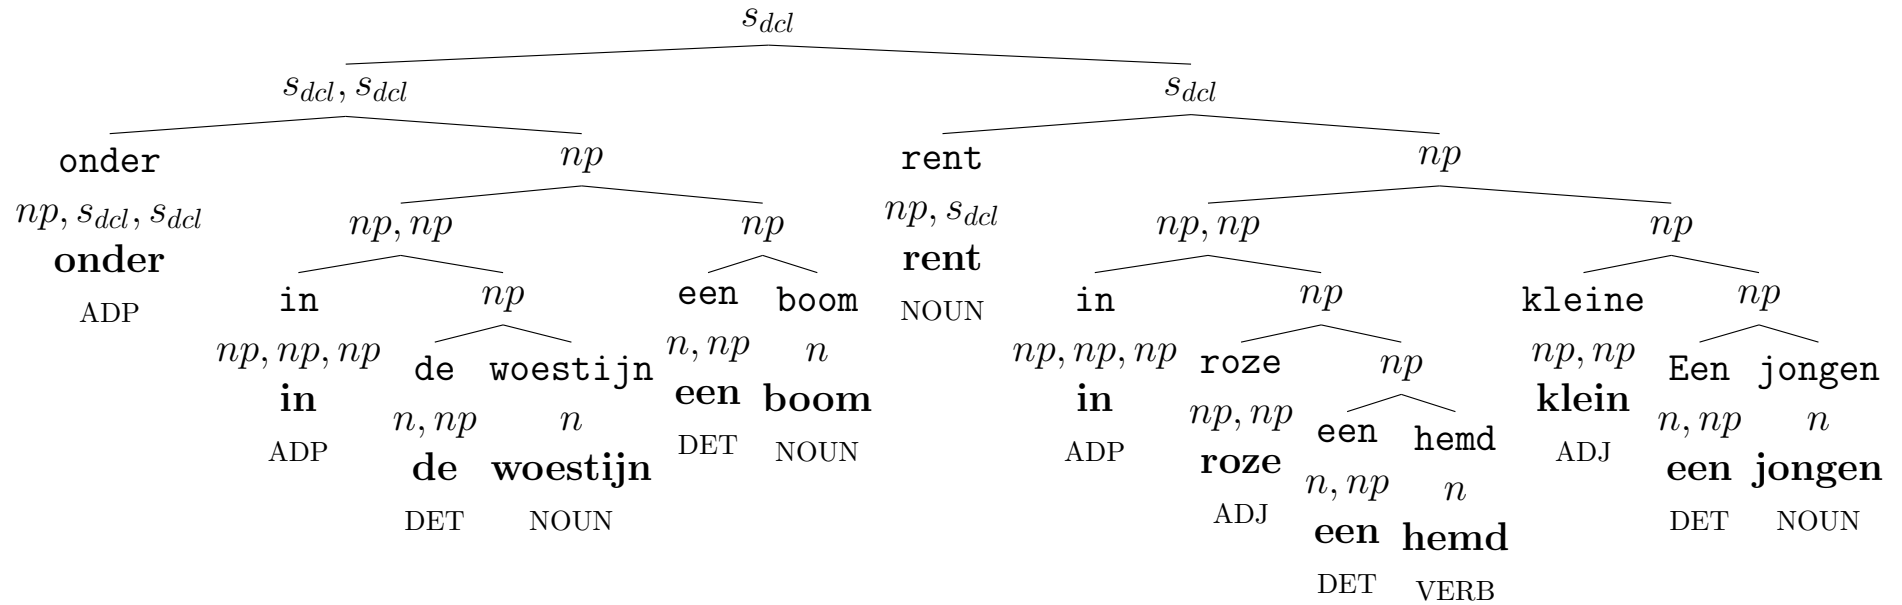 s_dcl
s_dcl, s_dcl s_dcl
onder np rent np
np, s_dcl, s_dcl np, np np np, s_dcl np, np np
onder in np een boom rent in np kleine np
ADP np, np, np de woestijn n, np n NOUN np, np, np roze np np, np Een jongen
in n, np n een boom in np, np een hemd klein n, np n
ADP de woestijn DET NOUN ADP roze n, np n ADJ een jongen
DET NOUN ADJ een hemd DET NOUN
DET VERB